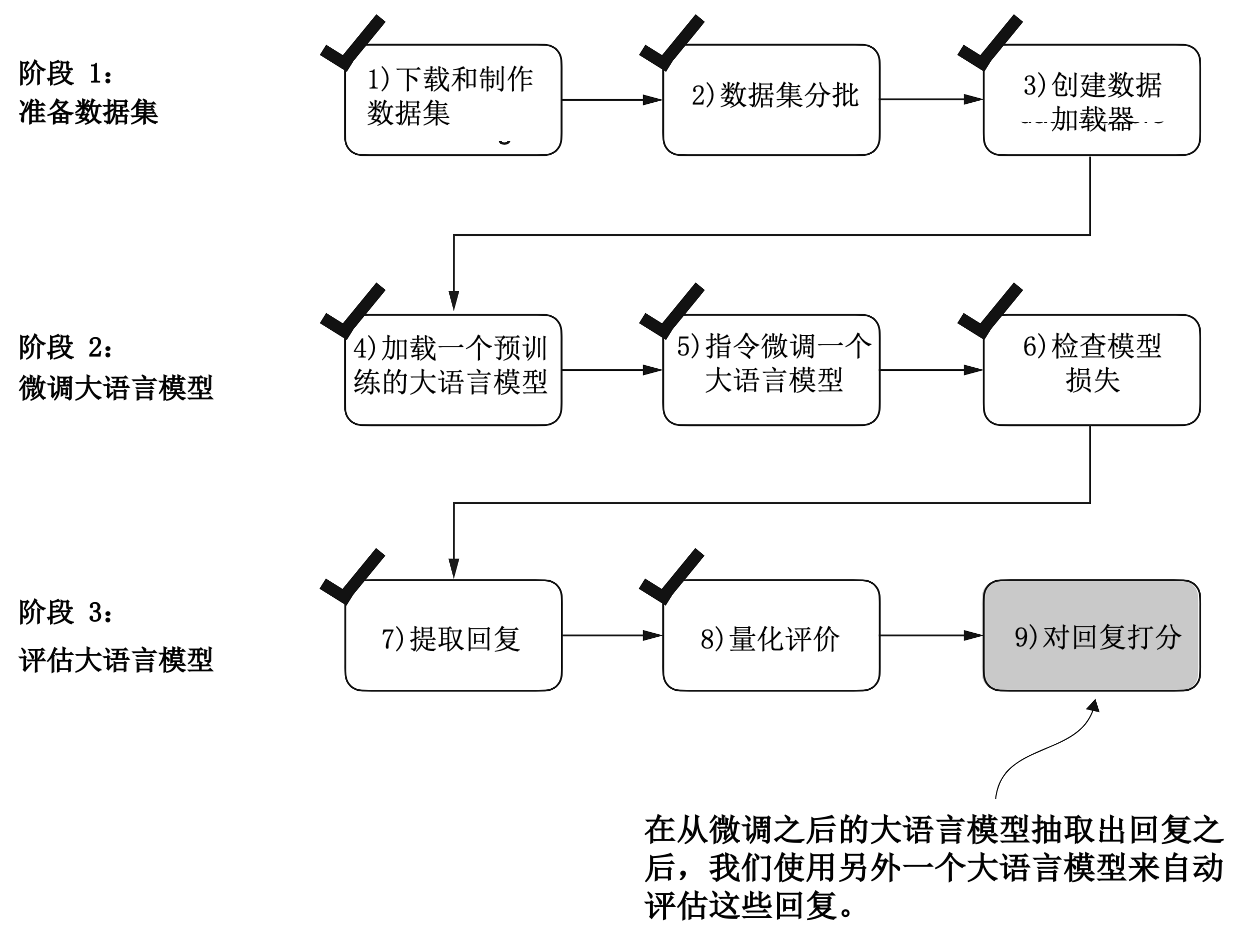 阶段 1：
准备数据集
1)下载和制作
数据集
2)数据集分批
3)创建数据
加载器
阶段 2：
微调大语言模型
4)加载一个预训
练的大语言模型
5)指令微调一个
大语言模型
6)检查模型
损失
阶段 3：
评估大语言模型
7)提取回复
8)量化评价
9)对回复打分
在从微调之后的大语言模型抽取出回复之
后，我们使用另外一个大语言模型来自动
评估这些回复。